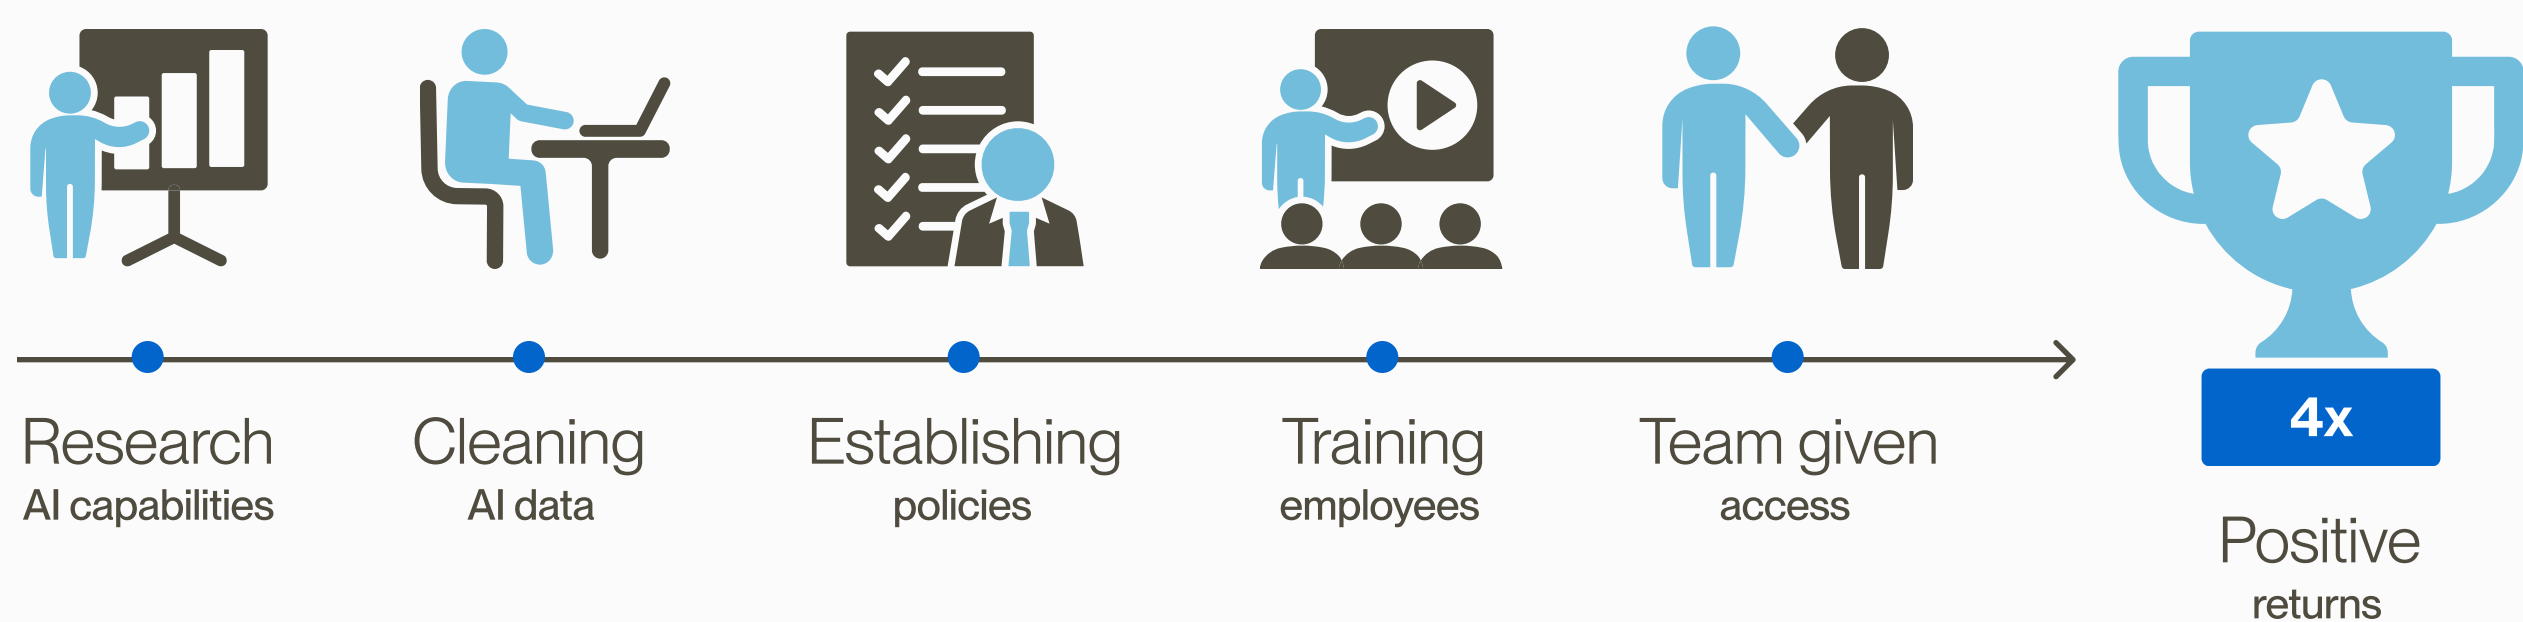 Research
AI capabilities
Cleaning
AI data
Establishing
policies
Training
employees
Team given
access
4x
Positive
returns